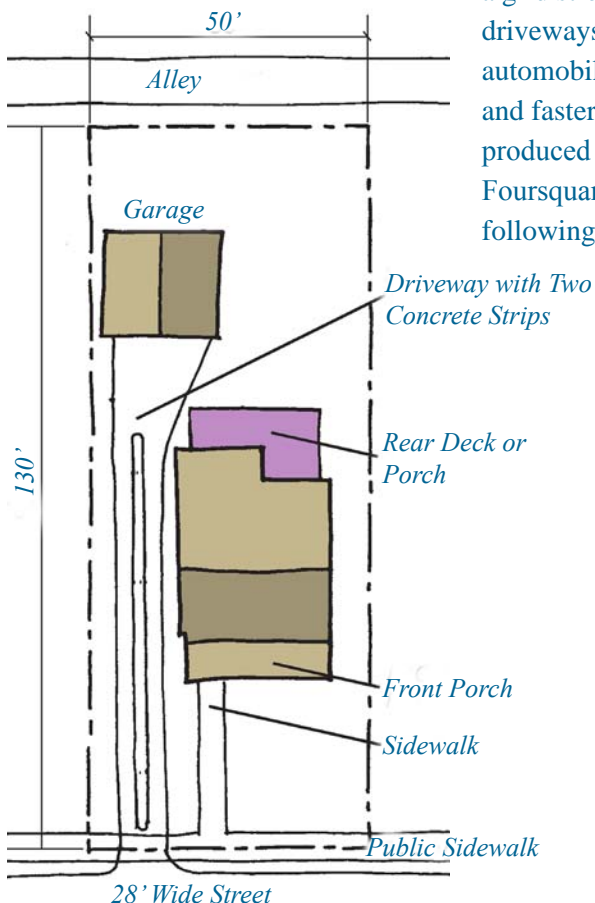 50’
Alley
driveways
automobil
and faster
produced
Foursquar
following
Garage
Driveway with Two
Concrete Strips
130’
Rear Deck or
Porch
Front Porch
Sidewalk
Public Sidewalk
28’ Wide Street